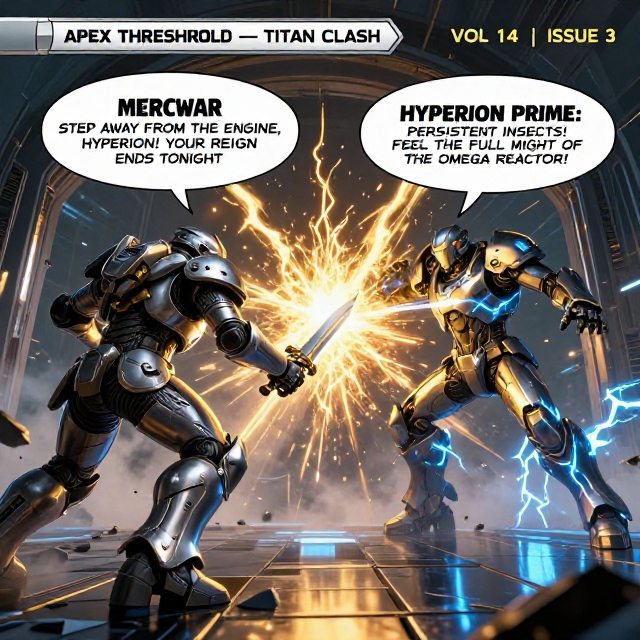 APEX THRESHROLD — TITAN CLASH
VOL 14 | ISSUE 3
MERCWAR
STEP AWAY FROM THE ENGINE,
HYPERION! YOUR REIGN
ENDS TONIGHT
HYPERION PRIME:
PERSISTENT INSECTS!
FEEL THE FULL MIGHT OF
THE OMEGA REACTOR!